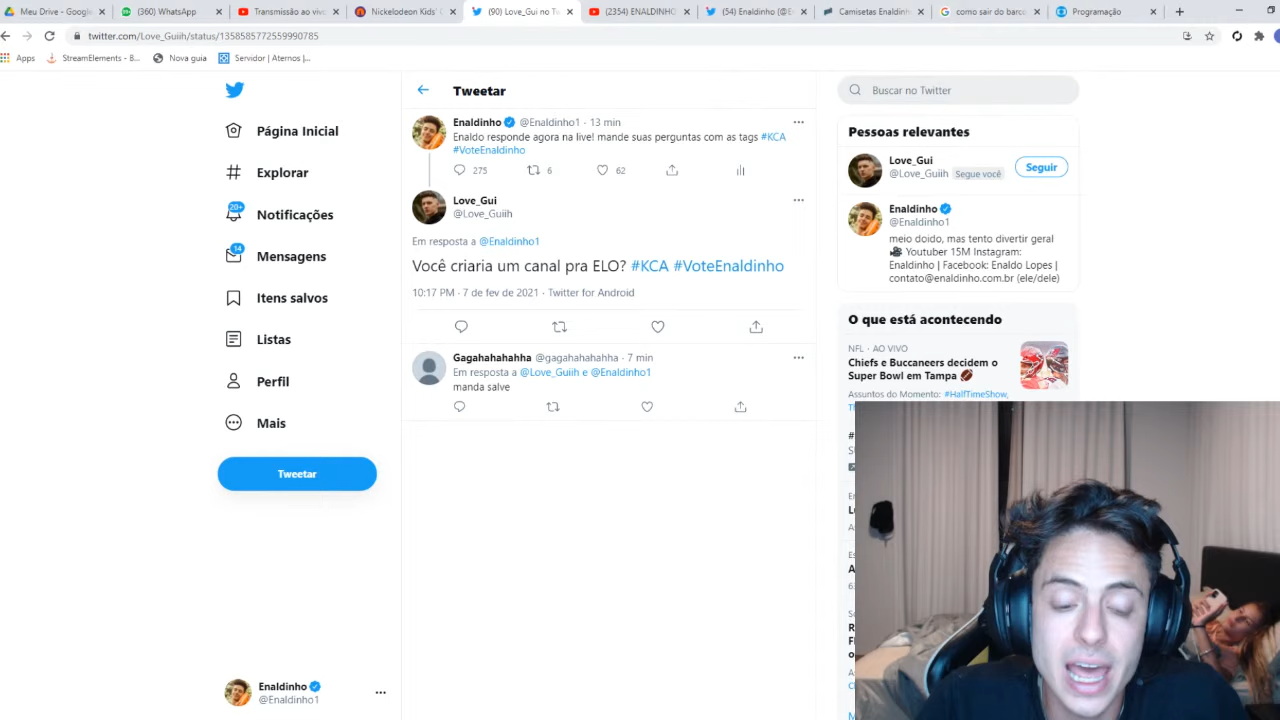 Meu Drive - Google
(360) WhatsApp
Transmissão ao viv
Nickelodeon Kids'
(90) Love_Gui no T
(2354) ENALDINHO
(54) Enaldinho (@E
Camisetas Enaldinh
como sair do barc
Programação
twitter.com/Love_Guiih/status/1358585772559990785
Apps
StreamElements - B...
Nova guia
Servidor | Aternos |...
Tweetar
Buscar no Twitter
Página Inicial
Explorar
20+
Notificações
14
Mensagens
Itens salvos
Listas
Perfil
Mais
Tweetar
Enaldinho
@Enaldinho1
Enaldinho @Enaldinho1 · 13 min
Enaldo responde agora na live! mande suas perguntas com as tags #KCA
#VoteEnaldinho
275 6 62
Love_Gui
@Love_Guiih
Em resposta a @Enaldinho1
Você criaria um canal pra ELO? #KCA #VoteEnaldinho
10:17 PM · 7 de fev de 2021 · Twitter for Android
Gagahahahahha @gagahahahahha · 7 min
Em resposta a @Love_Guiih e @Enaldinho1
manda salve
Pessoas relevantes
Love_Gui
@Love_Guiih Segue você
Seguir
Enaldinho
@Enaldinho1
meio doido, mas tento divertir geral
🎥 Youtuber 15M Instagram:
Enaldinho | Facebook: Enaldo Lopes |
contato@enaldinho.com.br (ele/dele)
O que está acontecendo
NFL · AO VIVO
Chiefs e Buccaneers decidem o
Super Bowl em Tampa 🏈
Assuntos do Momento: #HalfTimeShow,